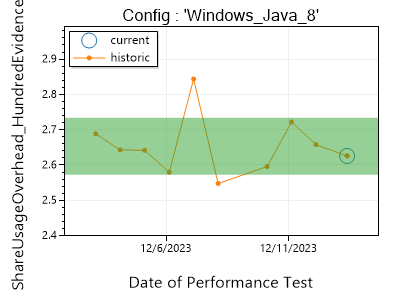 Config : 'Windows_Java_8'
current
historic
ShareUsageOverhead_HundredEvidence
2.9
2.8
2.7
2.6
2.5
2.4
12/6/2023
12/11/2023
Date of Performance Test